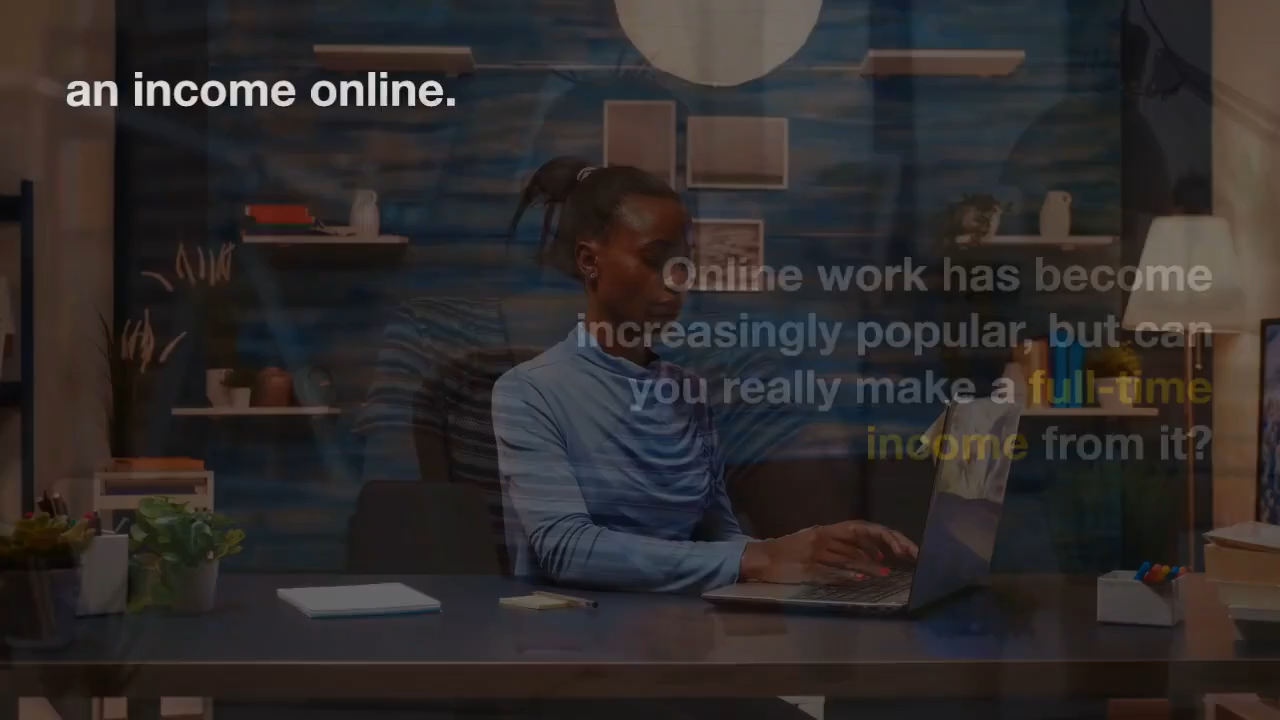 an income online.
Online work has become
increasingly popular, but can
you really make a full-time
income from it?